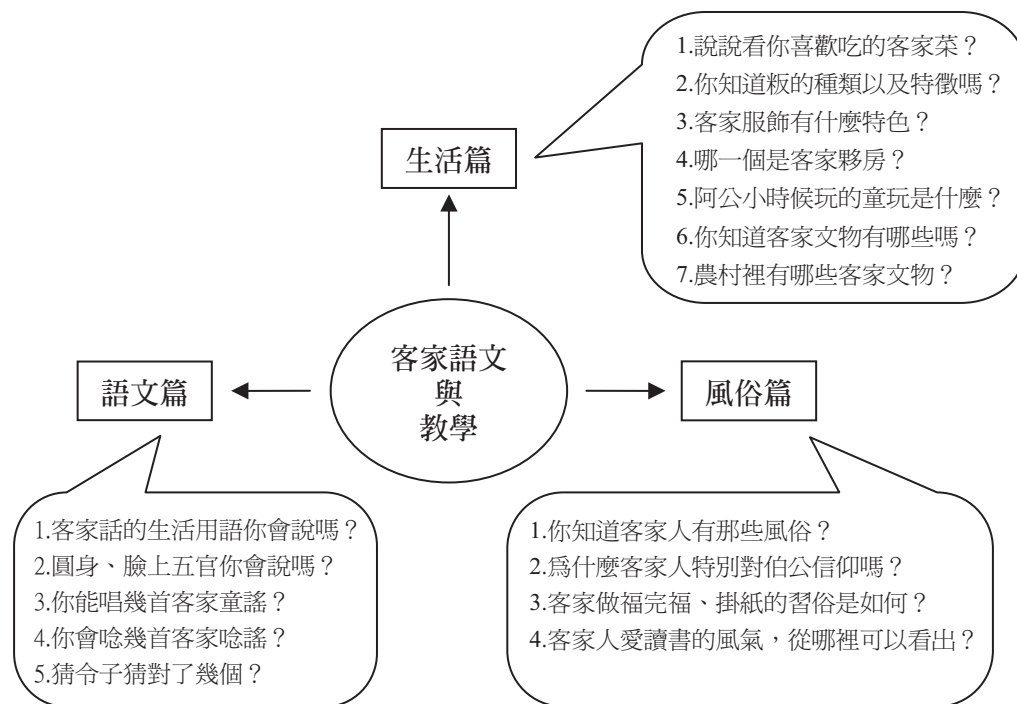 1.說說看你喜歡吃的客家菜？
2.你知道粄的種類以及特徵嗎？
3.客家服飾有什麼特色？
4.哪一個是客家夥房？
5.阿公小時候玩的童玩是什麼？
6.你知道客家文物有哪些嗎？
7.農村裡有哪些客家文物？
生活篇
客家語文
與
教學
語文篇
風俗篇
1.客家話的生活用語你會說嗎？
2.圓身、臉上五官你會說嗎？
3.你能唱幾首客家童謠？
4.你會唸幾首客家唸謠？
5.猜令子猜對了幾個？
1.你知道客家人有那些風俗？
2.為什麼客家人特別對伯公信仰嗎？
3.客家做福完福、掛紙的習俗是如何？
4.客家人愛讀書的風氣，從哪裡可以看出？